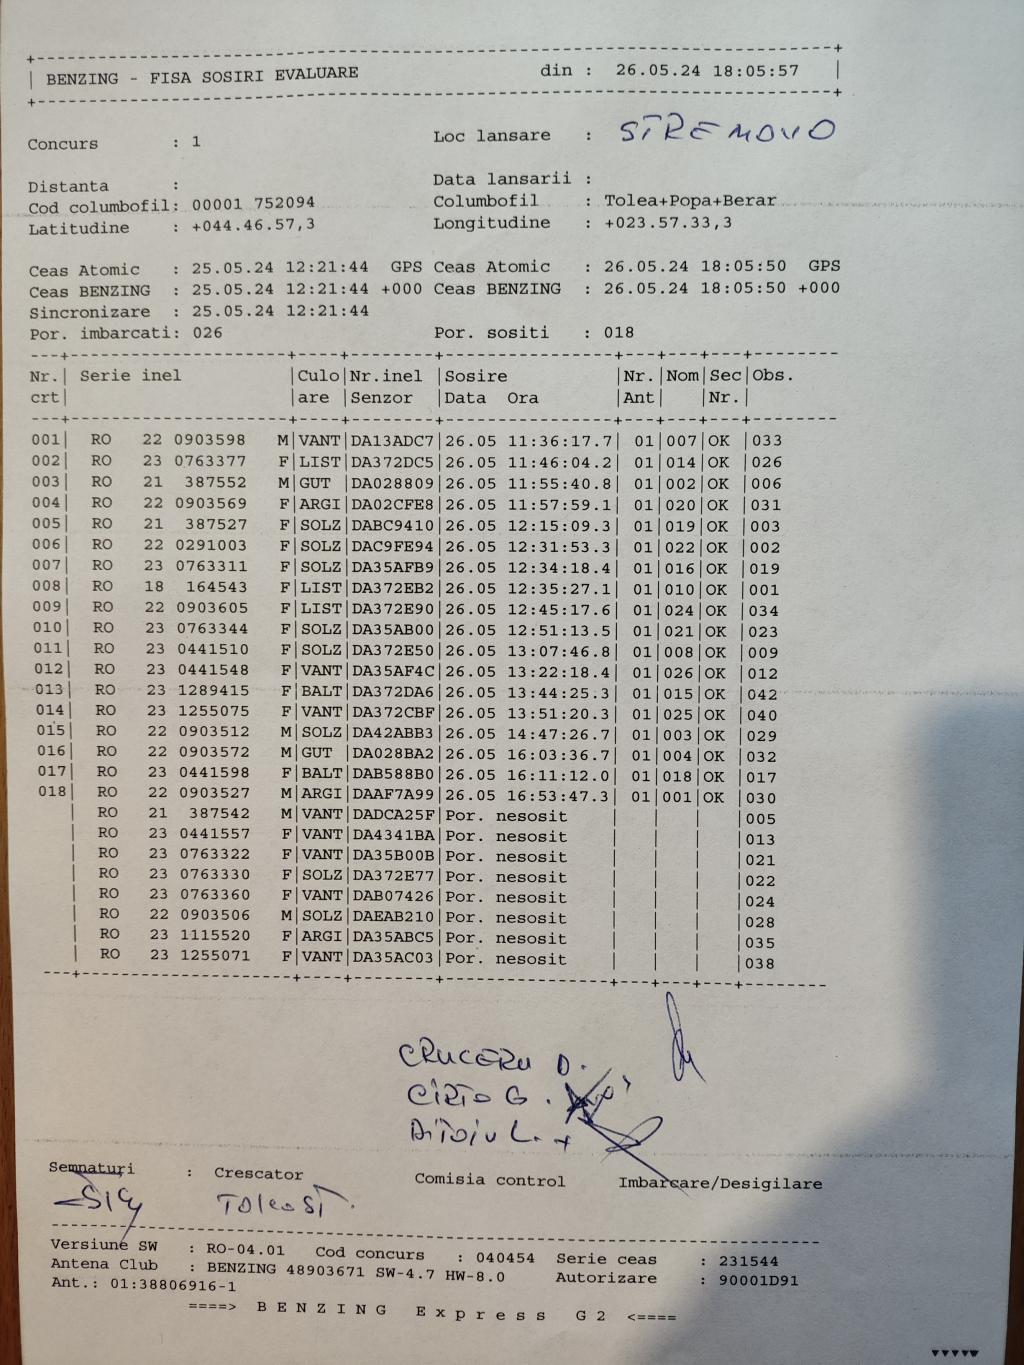 BENZING - FISA SOSIRI EVALUARE din : 26.05.24 18:05:57
Concurs : 1 Loc lansare : STREMOVO
Distanta : Data lansarii :
Cod columbofil: 00001 752094 Columbofil : Tolea+Popa+Berar
Latitudine : +044.46.57,3 Longitudine : +023.57.33,3
Ceas Atomic : 25.05.24 12:21:44 GPS Ceas Atomic : 26.05.24 18:05:50 GPS
Ceas BENZING : 25.05.24 12:21:44 +000 Ceas BENZING : 26.05.24 18:05:50 +000
Sincronizare : 25.05.24 12:21:44
Por. imbarcati: 026 Por. sositi : 018
Nr.| Serie inel |Culo|Nr.inel |Sosire |Nr.|Nom|Sec|Obs.
crt| |are |Senzor |Data Ora |Ant| |Nr.|
001| RO 22 0903598 M|VANT|DA13ADC7|26.05 11:36:17.7| 01|007|OK |033
002| RO 23 0763377 F|LIST|DA372DC5|26.05 11:46:04.2| 01|014|OK |026
003| RO 21 387552 M|GUT |DA028809|26.05 11:55:40.8| 01|002|OK |006
004| RO 22 0903569 F|ARGI|DA02CFE8|26.05 11:57:59.1| 01|020|OK |031
005| RO 21 387527 F|SOLZ|DABC9410|26.05 12:15:09.3| 01|019|OK |003
006| RO 22 0291003 F|SOLZ|DAC9FE94|26.05 12:31:53.3| 01|022|OK |002
007| RO 23 0763311 F|SOLZ|DA35AFB9|26.05 12:34:18.4| 01|016|OK |019
008| RO 18 164543 F|LIST|DA372EB2|26.05 12:35:27.1| 01|010|OK |001
009| RO 22 0903605 F|LIST|DA372E90|26.05 12:45:17.6| 01|024|OK |034
010| RO 23 0763344 F|SOLZ|DA35AB00|26.05 12:51:13.5| 01|021|OK |023
011| RO 23 0441510 F|SOLZ|DA372E50|26.05 13:07:46.8| 01|008|OK |009
012| RO 23 0441548 F|VANT|DA35AF4C|26.05 13:22:18.4| 01|026|OK |012
013| RO 23 1289415 F|BALT|DA372DA6|26.05 13:44:25.3| 01|015|OK |042
014| RO 23 1255075 F|VANT|DA372CBF|26.05 13:51:20.3| 01|025|OK |040
015| RO 22 0903512 M|SOLZ|DA42ABB3|26.05 14:47:26.7| 01|003|OK |029
016| RO 22 0903572 M|GUT |DA028BA2|26.05 16:03:36.7| 01|004|OK |032
017| RO 23 0441598 F|BALT|DAB588B0|26.05 16:11:12.0| 01|018|OK |017
018| RO 22 0903527 M|ARGI|DAAF7A99|26.05 16:53:47.3| 01|001|OK |030
| RO 21 387542 M|VANT|DADCA25F|Por. nesosit | | | |005
| RO 23 0441557 F|VANT|DA4341BA|Por. nesosit | | | |013
| RO 23 0763322 F|VANT|DA35B00B|Por. nesosit | | | |021
| RO 23 0763330 F|SOLZ|DA372E77|Por. nesosit | | | |022
| RO 23 0763360 F|VANT|DAB07426|Por. nesosit | | | |024
| RO 22 0903506 M|SOLZ|DAEAB210|Por. nesosit | | | |028
| RO 23 1115520 F|ARGI|DA35ABC5|Por. nesosit | | | |035
| RO 23 1255071 F|VANT|DA35AC03|Por. nesosit | | | |038
CRUCERU D.
G.
L.
Semnaturi : Crescator Comisia control Imbarcare/Desigilare
Versiune SW : RO-04.01 Cod concurs : 040454 Serie ceas : 231544
Antena Club : BENZING 48903671 SW-4.7 HW-8.0 Autorizare : 90001D91
Ant.: 01:38806916-1
====> B E N Z I N G E x p r e s s G 2 <====